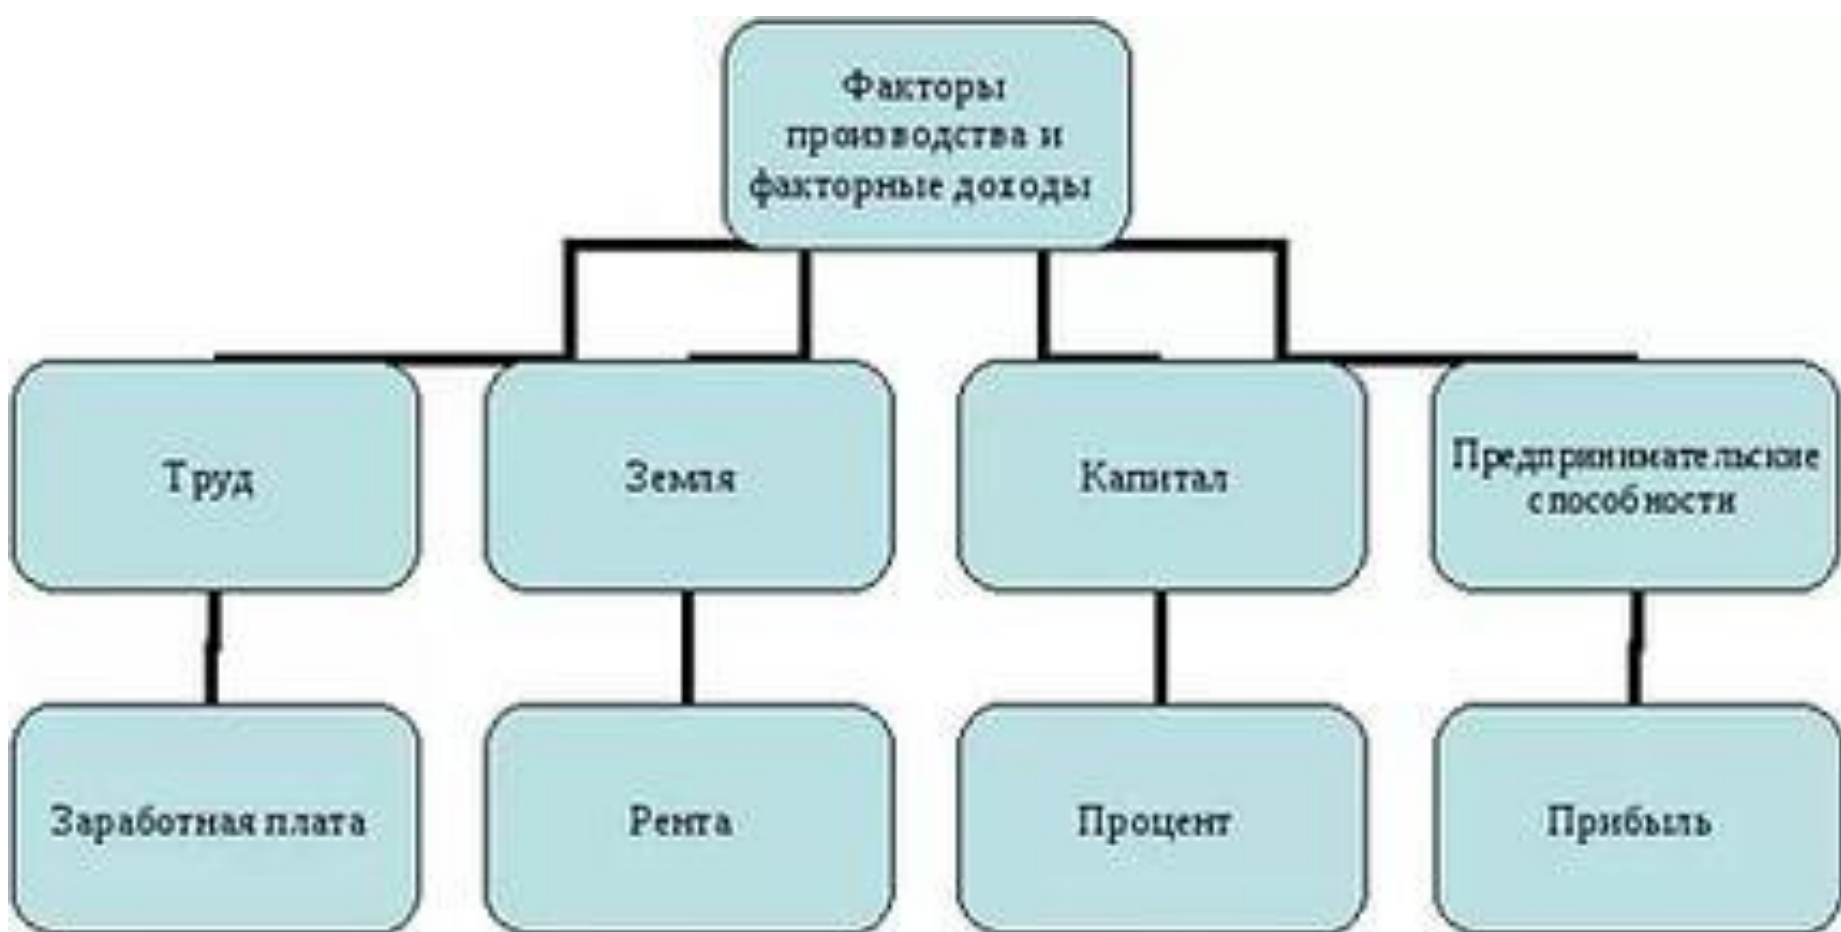 Факторы
производства и
факторные доходы
Труд
Земля
Капитал
Предпринимательские
способности
Заработная плата
Рента
Процент
Прибыль